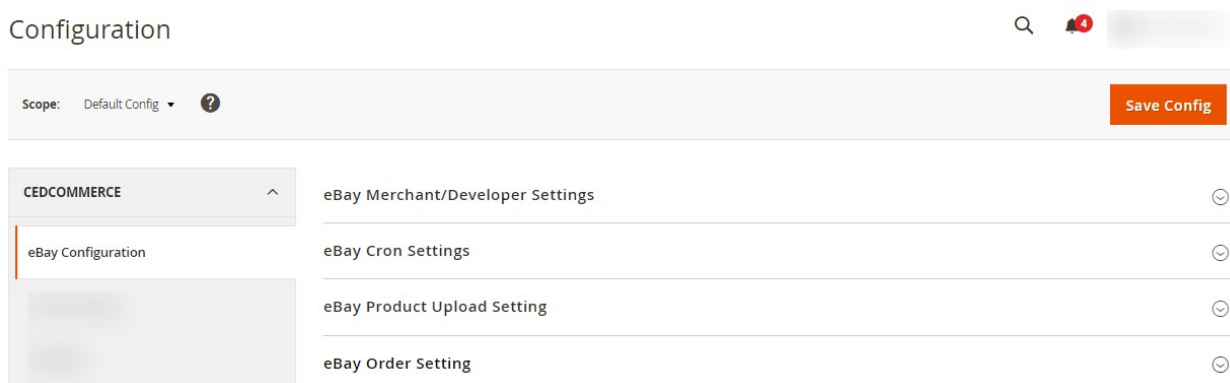 Configuration
4
Scope: Default Config
Save Config
CEDCOMMERCE
eBay Configuration
eBay Merchant/Developer Settings
eBay Cron Settings
eBay Product Upload Setting
eBay Order Setting